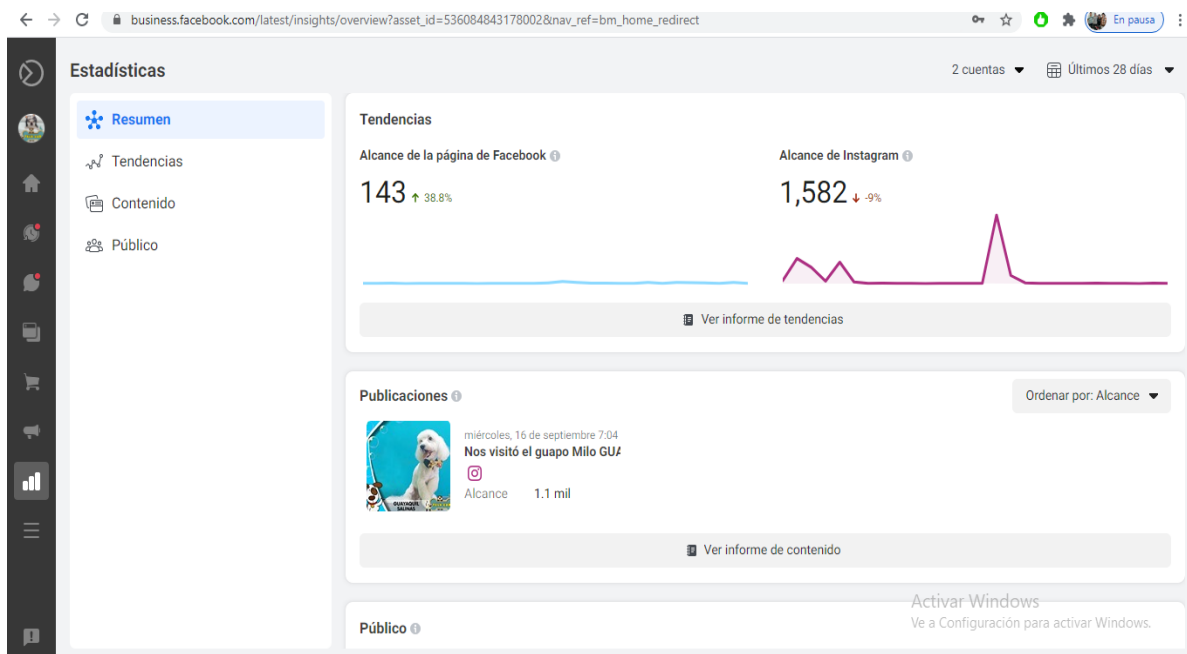 business.facebook.com/latest/insights/overview?asset_id=536084843178002&nav_ref=bm_home_redirect
En pausa
Estadísticas
2 cuentas
Últimos 28 días
Resumen
Tendencias
Contenido
Público
Tendencias
Alcance de la página de Facebook
143 ↑ 38.8%
Alcance de Instagram
1,582 ↓ -9%
Ver informe de tendencias
Publicaciones
Ordenar por: Alcance
miércoles, 16 de septiembre 7:04
Nos visitó el guapo Milo GUA
Alcance 1.1 mil
GUAYAQUIL
SALINAS
Ver informe de contenido
Público
Activar Windows
Ve a Configuración para activar Windows.